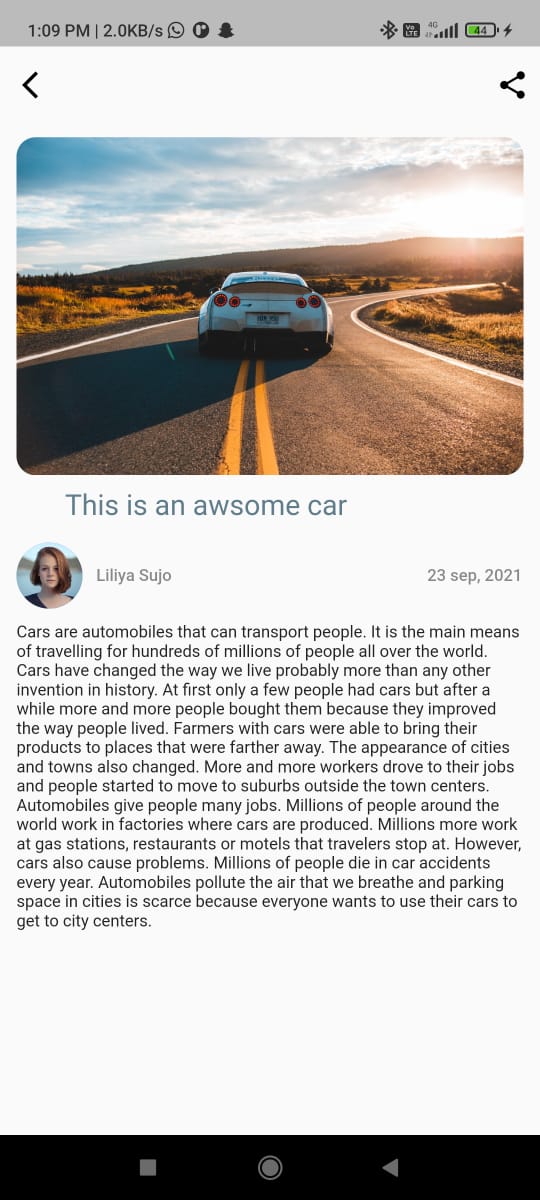 1:09 PM | 2.0KB/s
Vo LTE 4G 44
This is an awsome car
Liliya Sujo
23 sep, 2021
Cars are automobiles that can transport people. It is the main means
of travelling for hundreds of millions of people all over the world.
Cars have changed the way we live probably more than any other
invention in history. At first only a few people had cars but after a
while more and more people bought them because they improved
the way people lived. Farmers with cars were able to bring their
products to places that were farther away. The appearance of cities
and towns also changed. More and more workers drove to their jobs
and people started to move to suburbs outside the town centers.
Automobiles give people many jobs. Millions of people around the
world work in factories where cars are produced. Millions more work
at gas stations, restaurants or motels that travelers stop at. However,
cars also cause problems. Millions of people die in car accidents
every year. Automobiles pollute the air that we breathe and parking
space in cities is scarce because everyone wants to use their cars to
get to city centers.